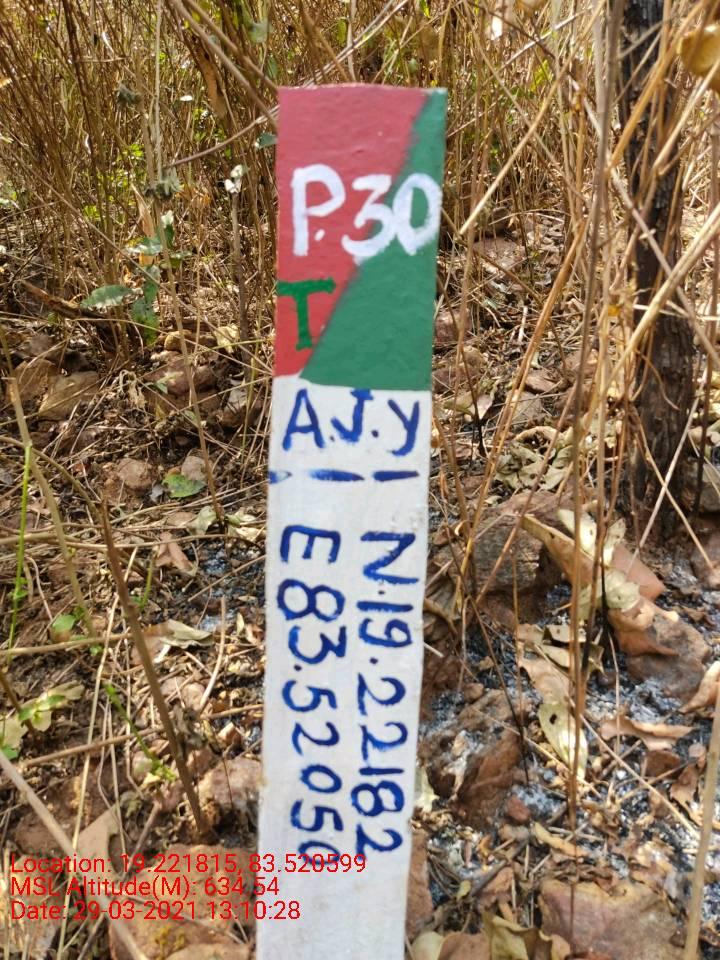 P.30
T
A.J.Y
N.19.22182
E83.52050
Location: 19.221815, 83.520599
MSL Altitude(M): 634.54
Date: 29-03-2021 13:10:28